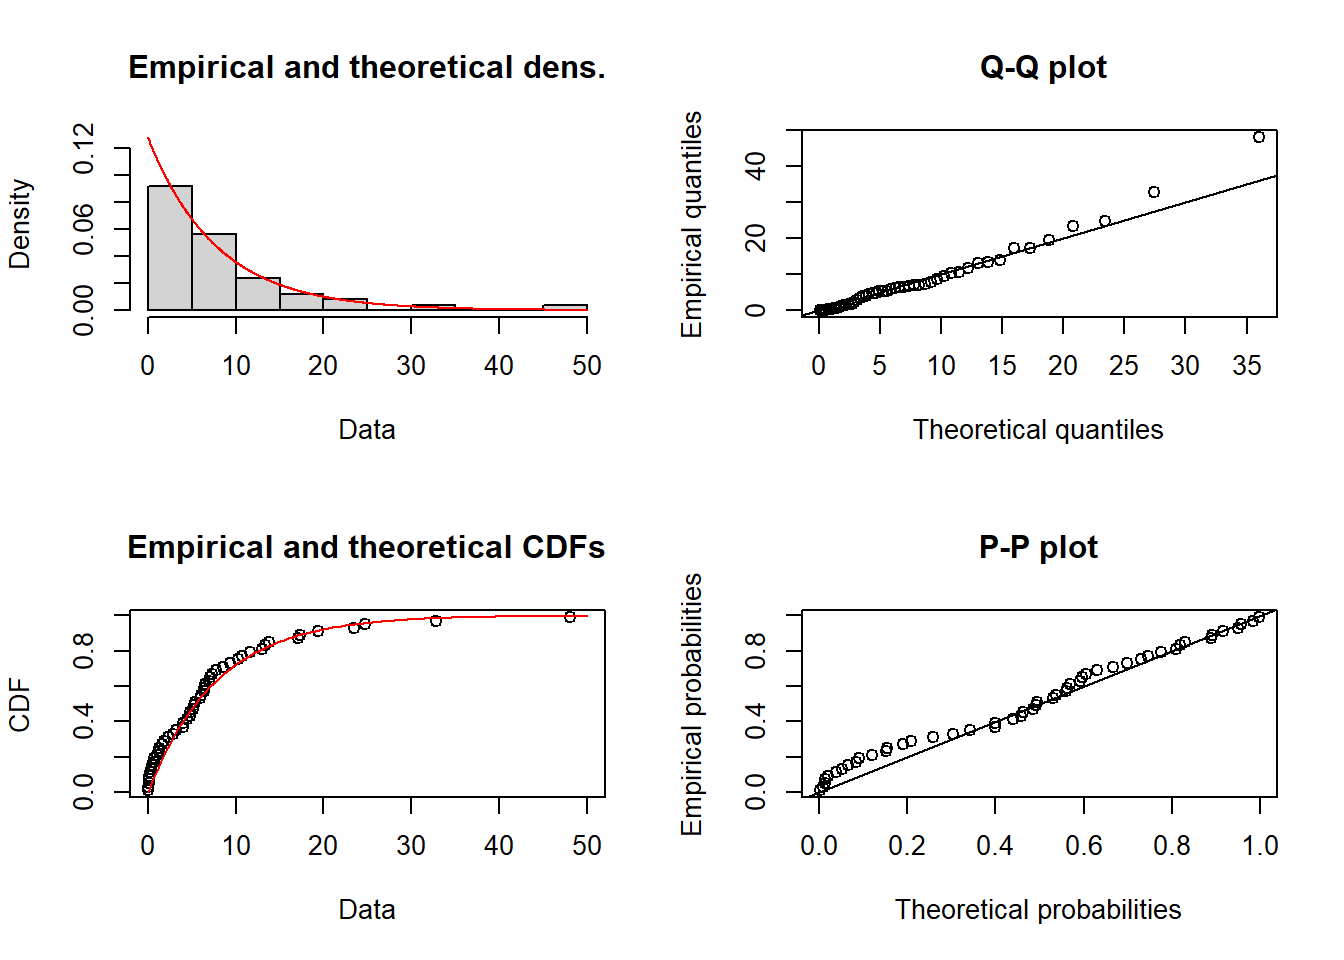 Empirical and theoretical dens.
Density
0.00 0.06 0.12
0 10 20 30 40 50
Data
Q-Q plot
Empirical quantiles
0 20 40
0 5 10 15 20 25 30 35
Theoretical quantiles
Empirical and theoretical CDFs
CDF
0.0 0.4 0.8
0 10 20 30 40 50
Data
P-P plot
Empirical probabilities
0.0 0.4 0.8
0.0 0.2 0.4 0.6 0.8 1.0
Theoretical probabilities